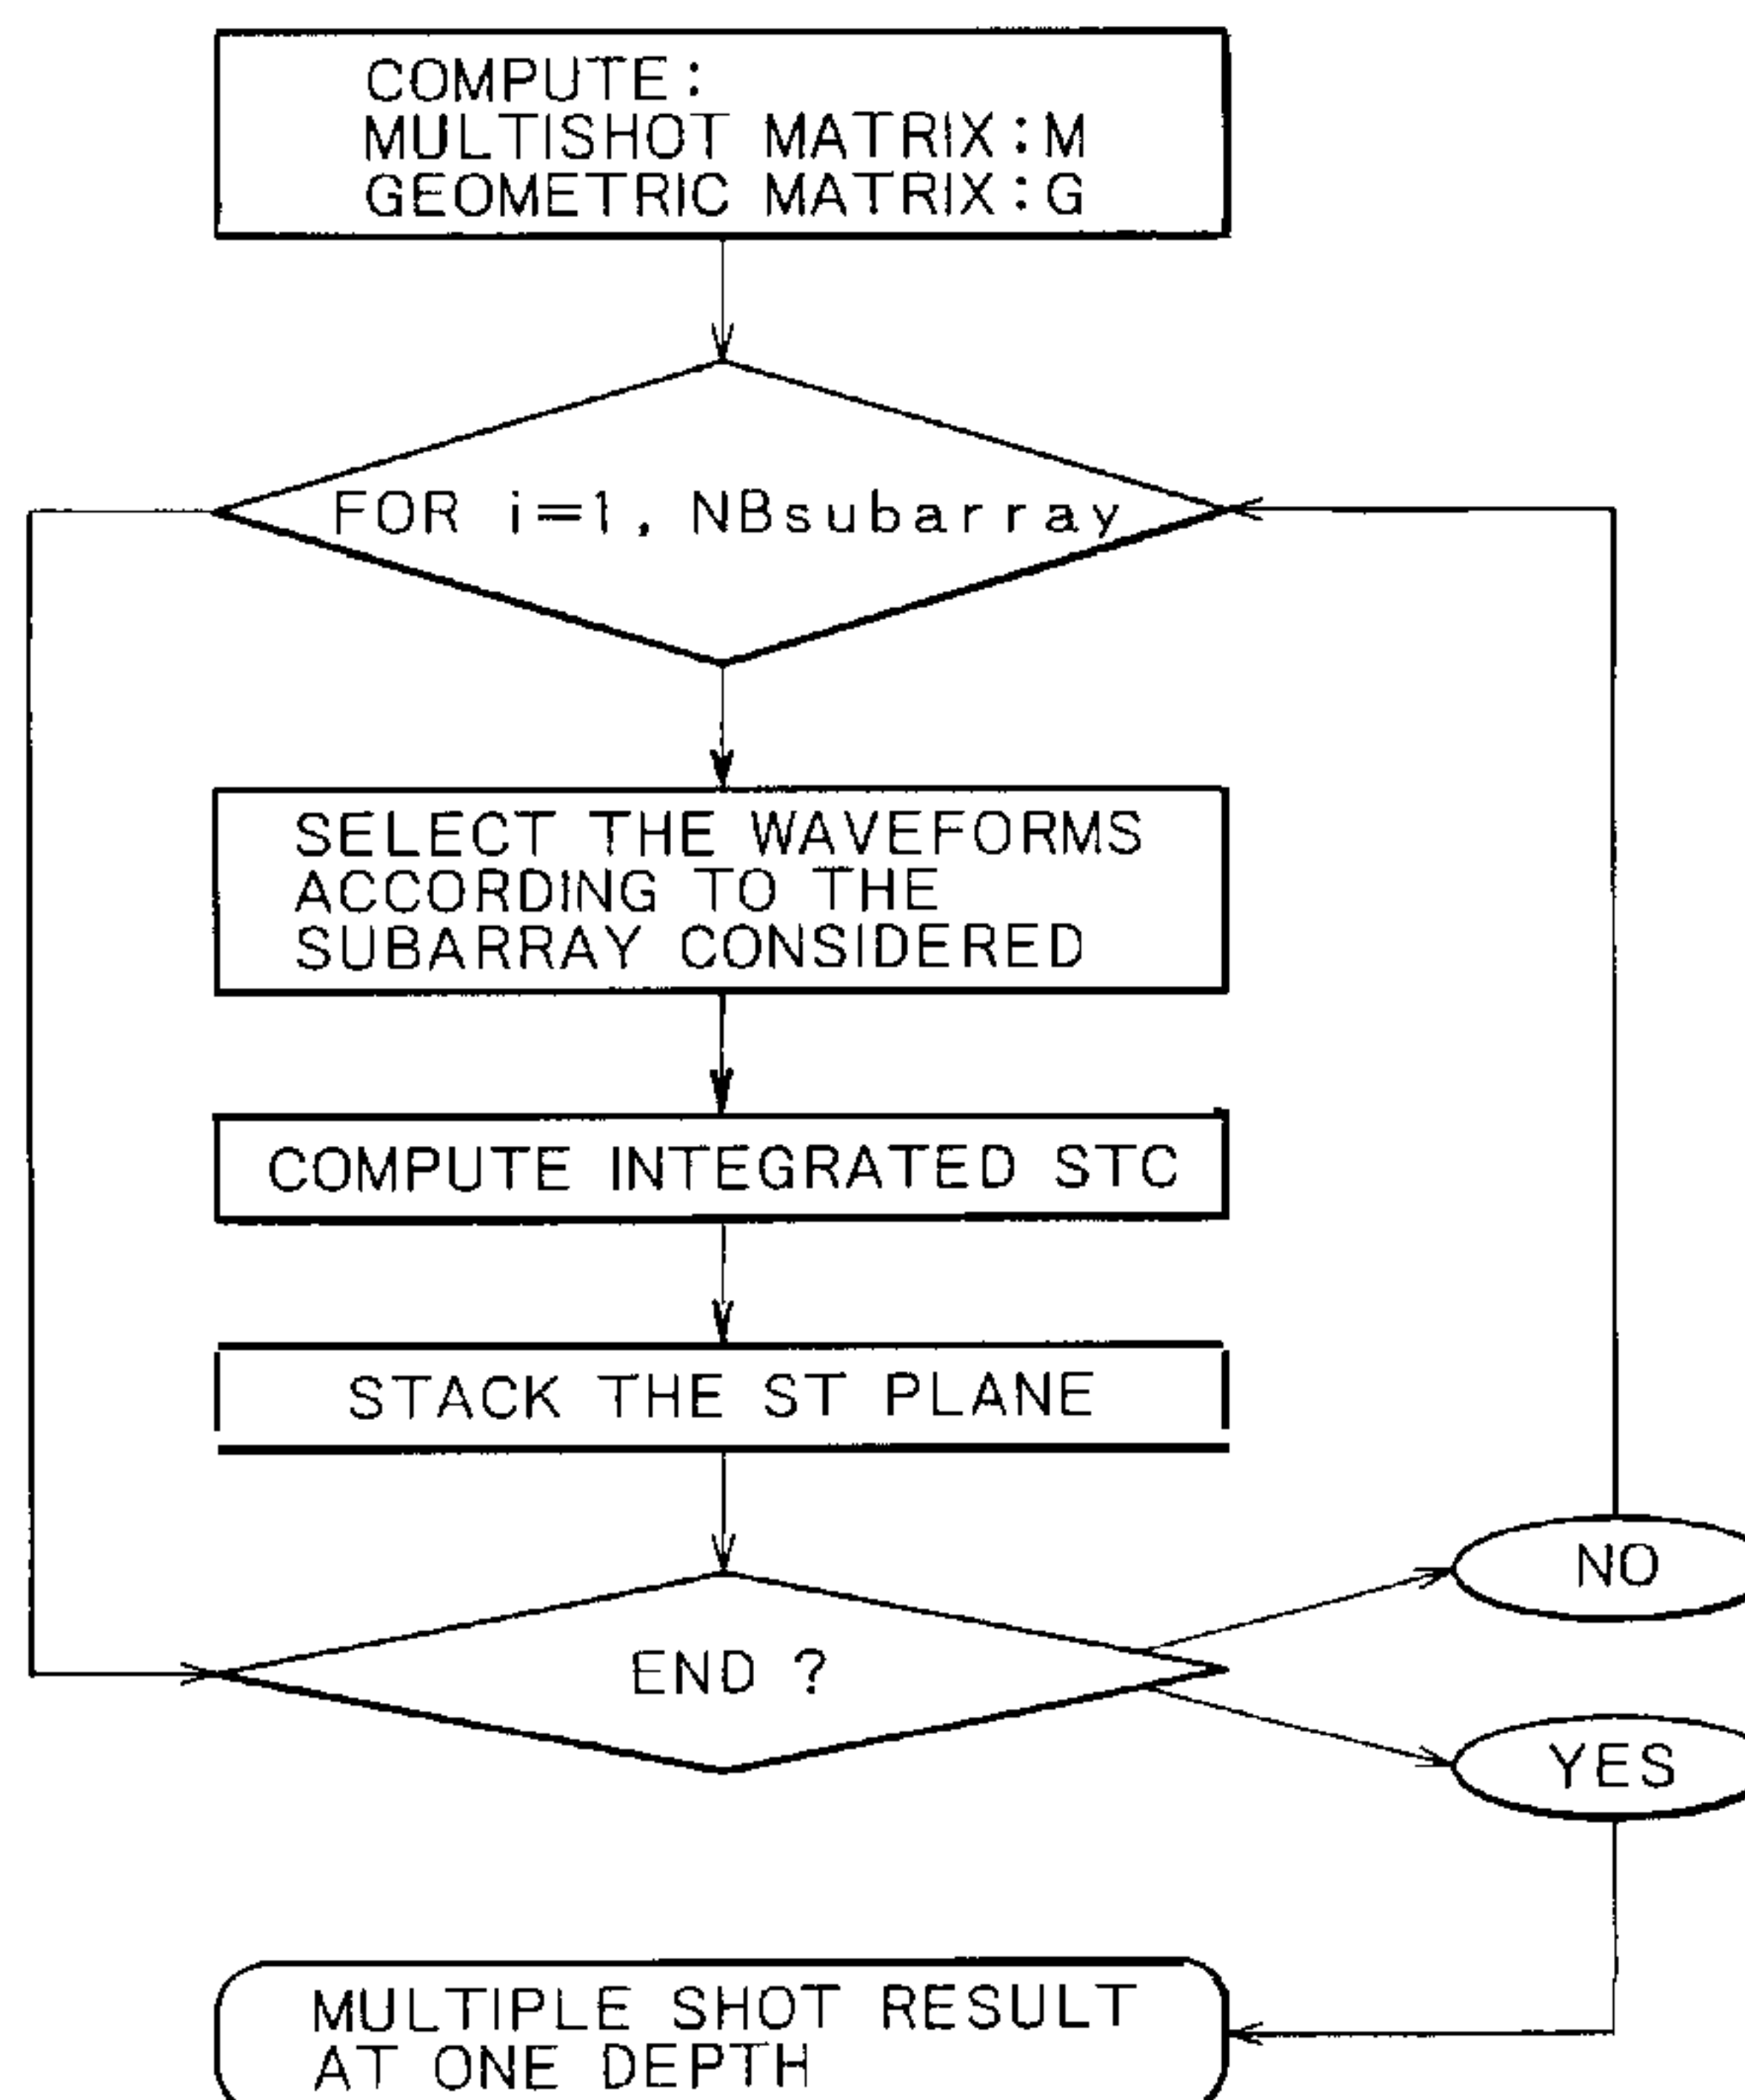 COMPUTE:
MULTISHOT MATRIX:M
GEOMETRIC MATRIX:G
FOR i=1, NBsubarray
SELECT THE WAVEFORMS
ACCORDING TO THE
SUBARRAY CONSIDERED
COMPUTE INTEGRATED STC
STACK THE ST PLANE
NO
END ?
YES
MULTIPLE SHOT RESULT
AT ONE DEPTH